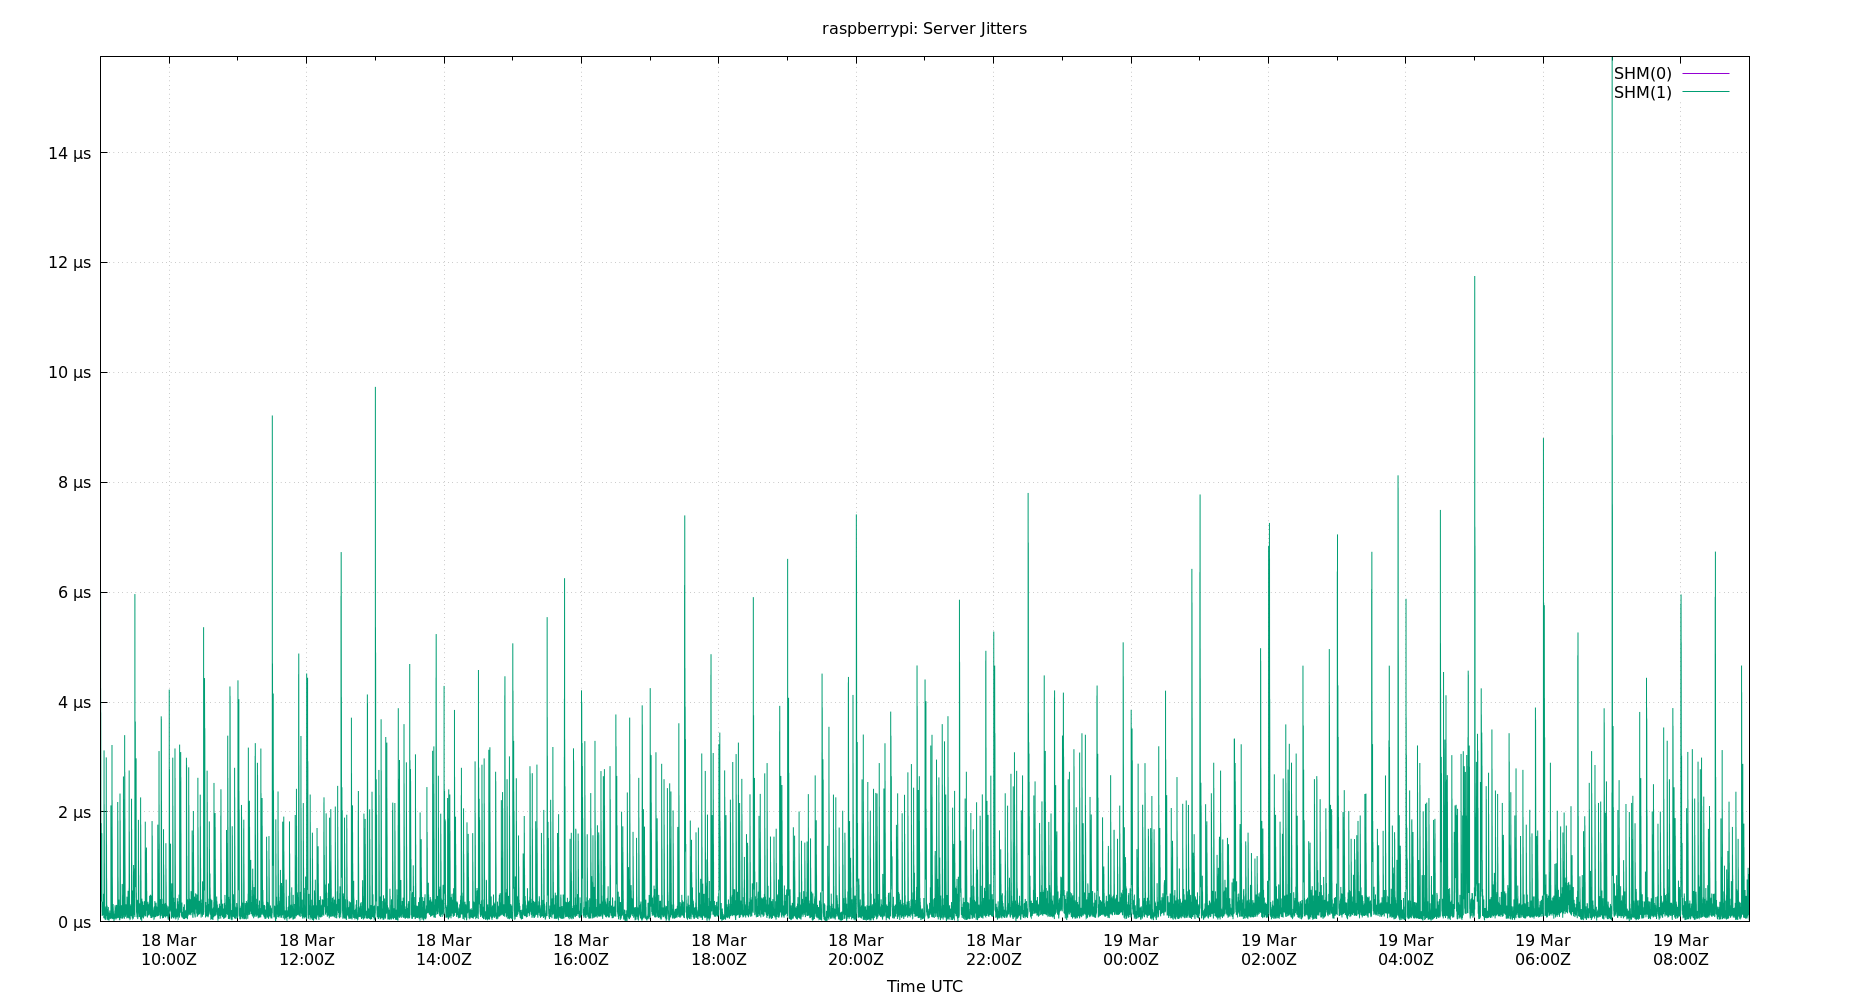 raspberrypi: Server Jitters
SHM(0)
SHM(1)
14 μs
12 μs
10 μs
8 μs
6 μs
4 μs
2 μs
0 μs
18 Mar 18 Mar 18 Mar 18 Mar 18 Mar 18 Mar 18 Mar 19 Mar 19 Mar 19 Mar 19 Mar 19 Mar
10:00Z 12:00Z 14:00Z 16:00Z 18:00Z 20:00Z 22:00Z 00:00Z 02:00Z 04:00Z 06:00Z 08:00Z
Time UTC